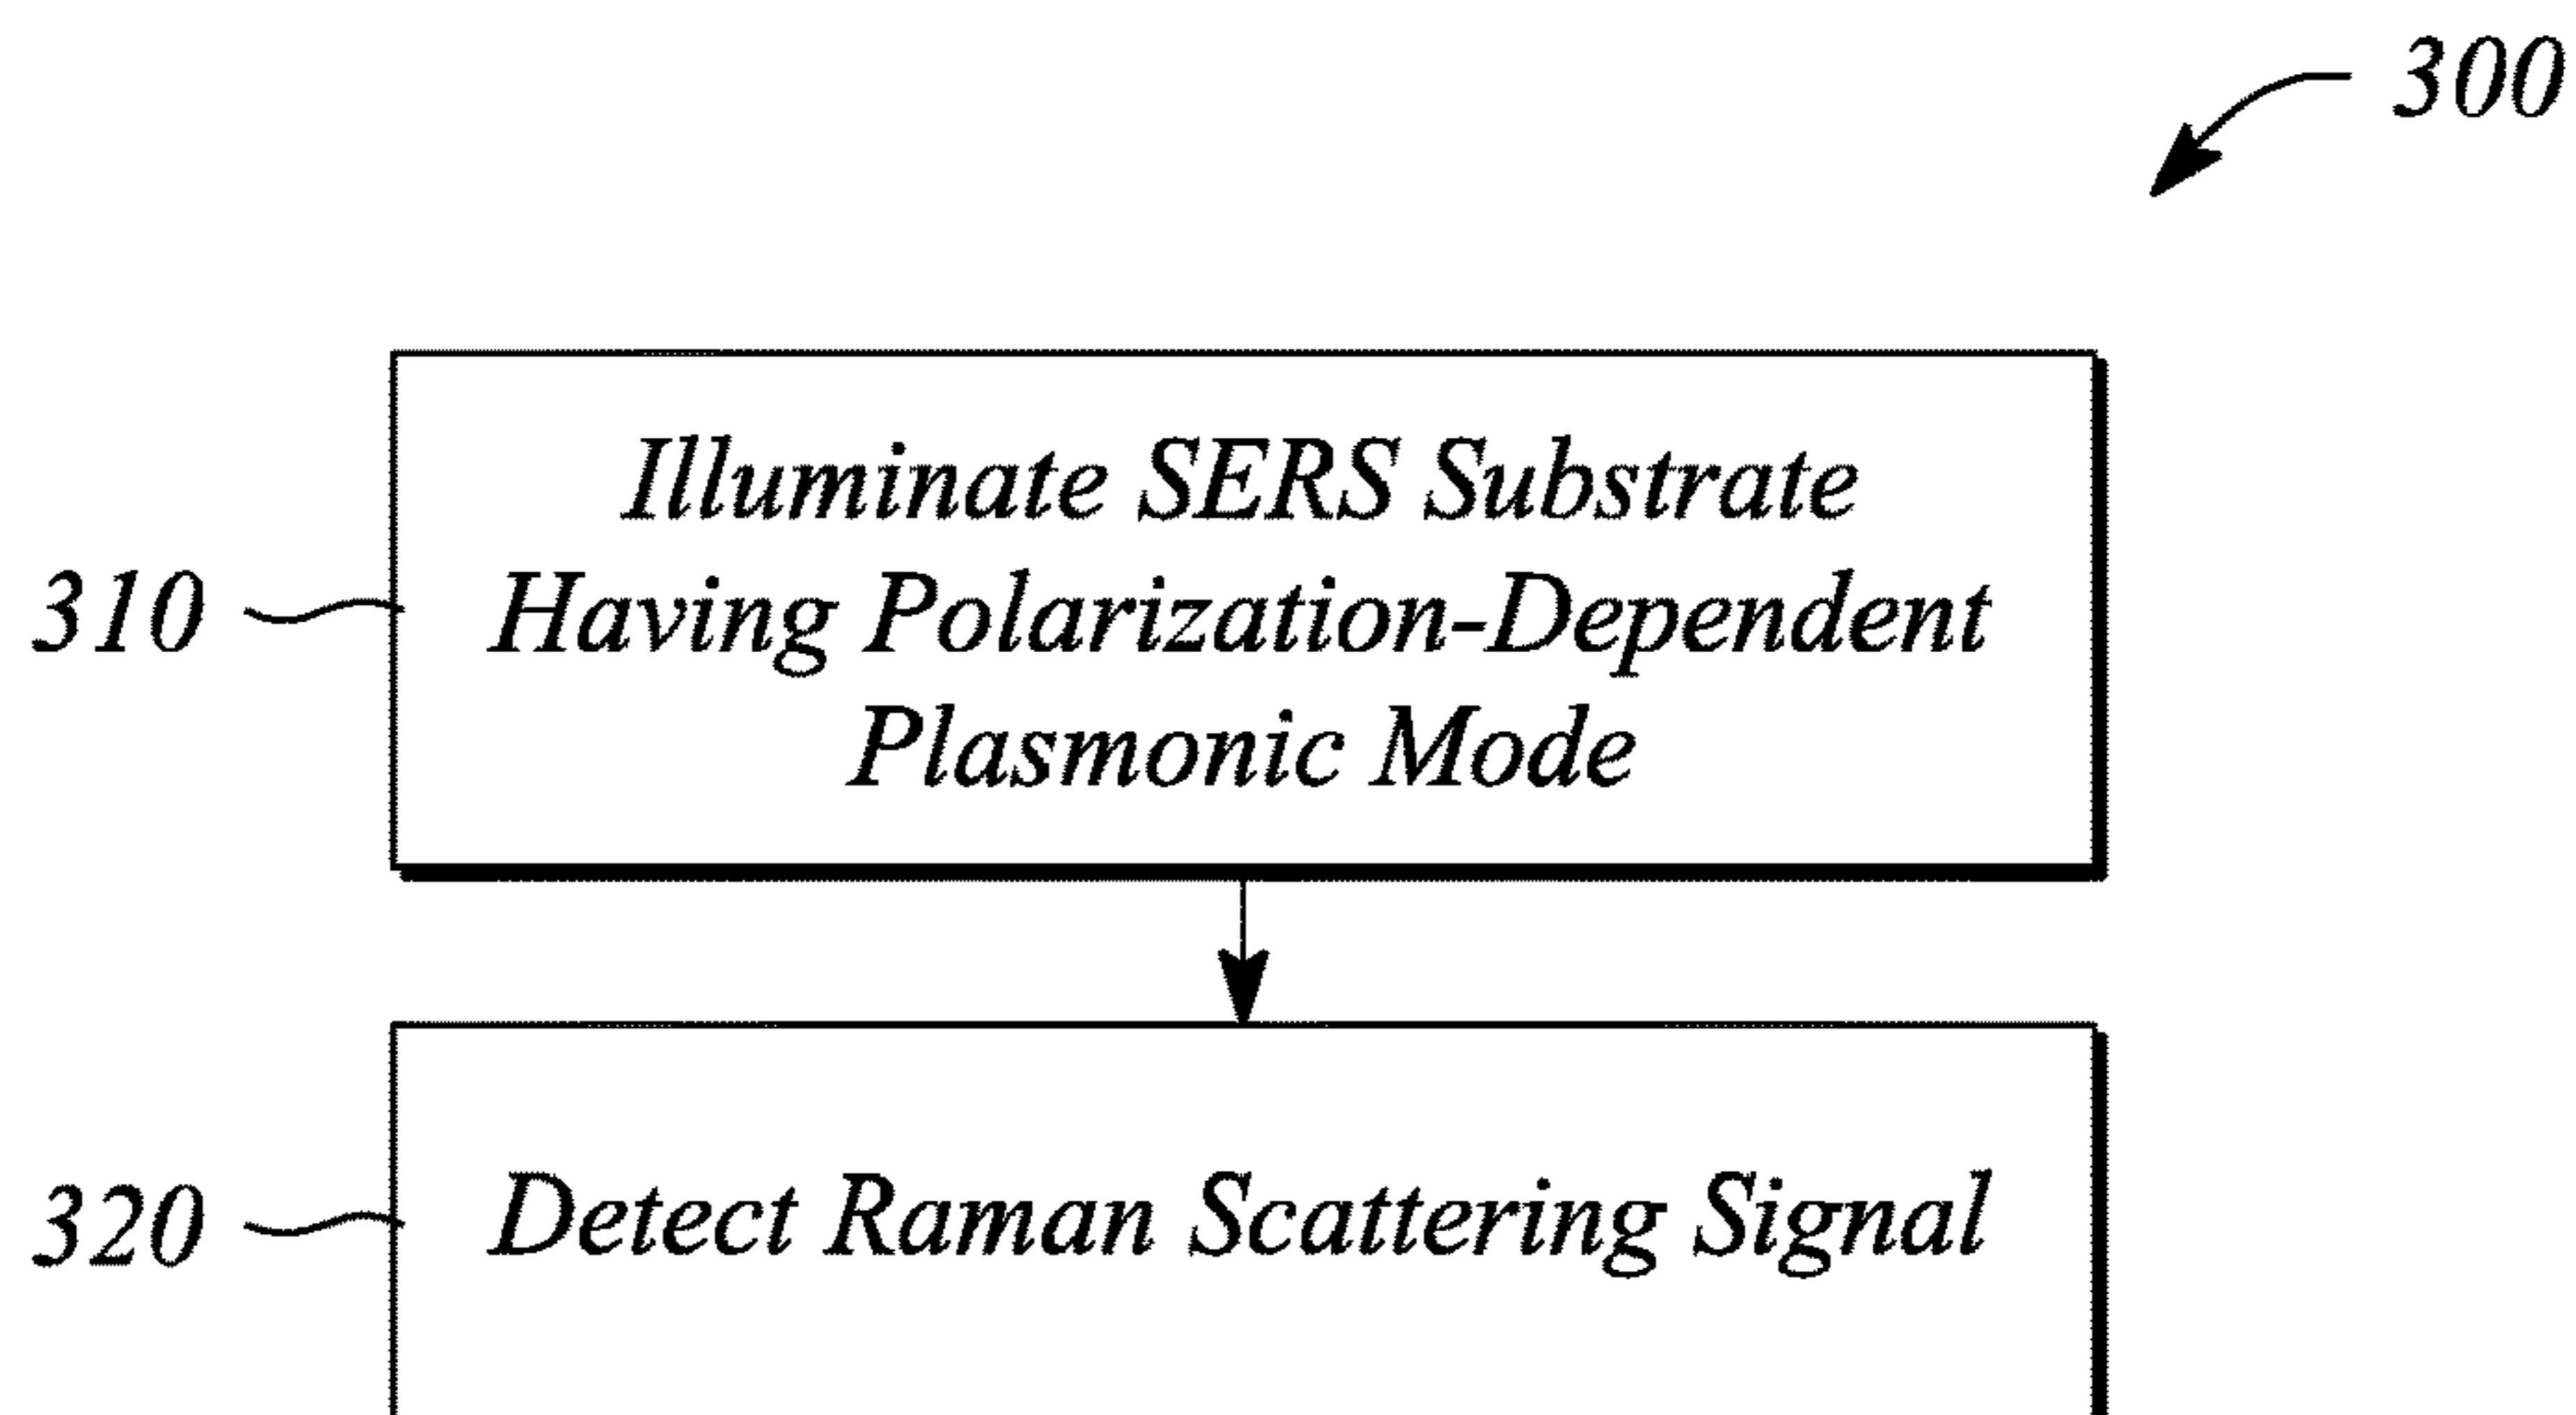 300
Illuminate SERS Substrate
310 Having Polarization-Dependent
Plasmonic Mode
320 Detect Raman Scattering Signal